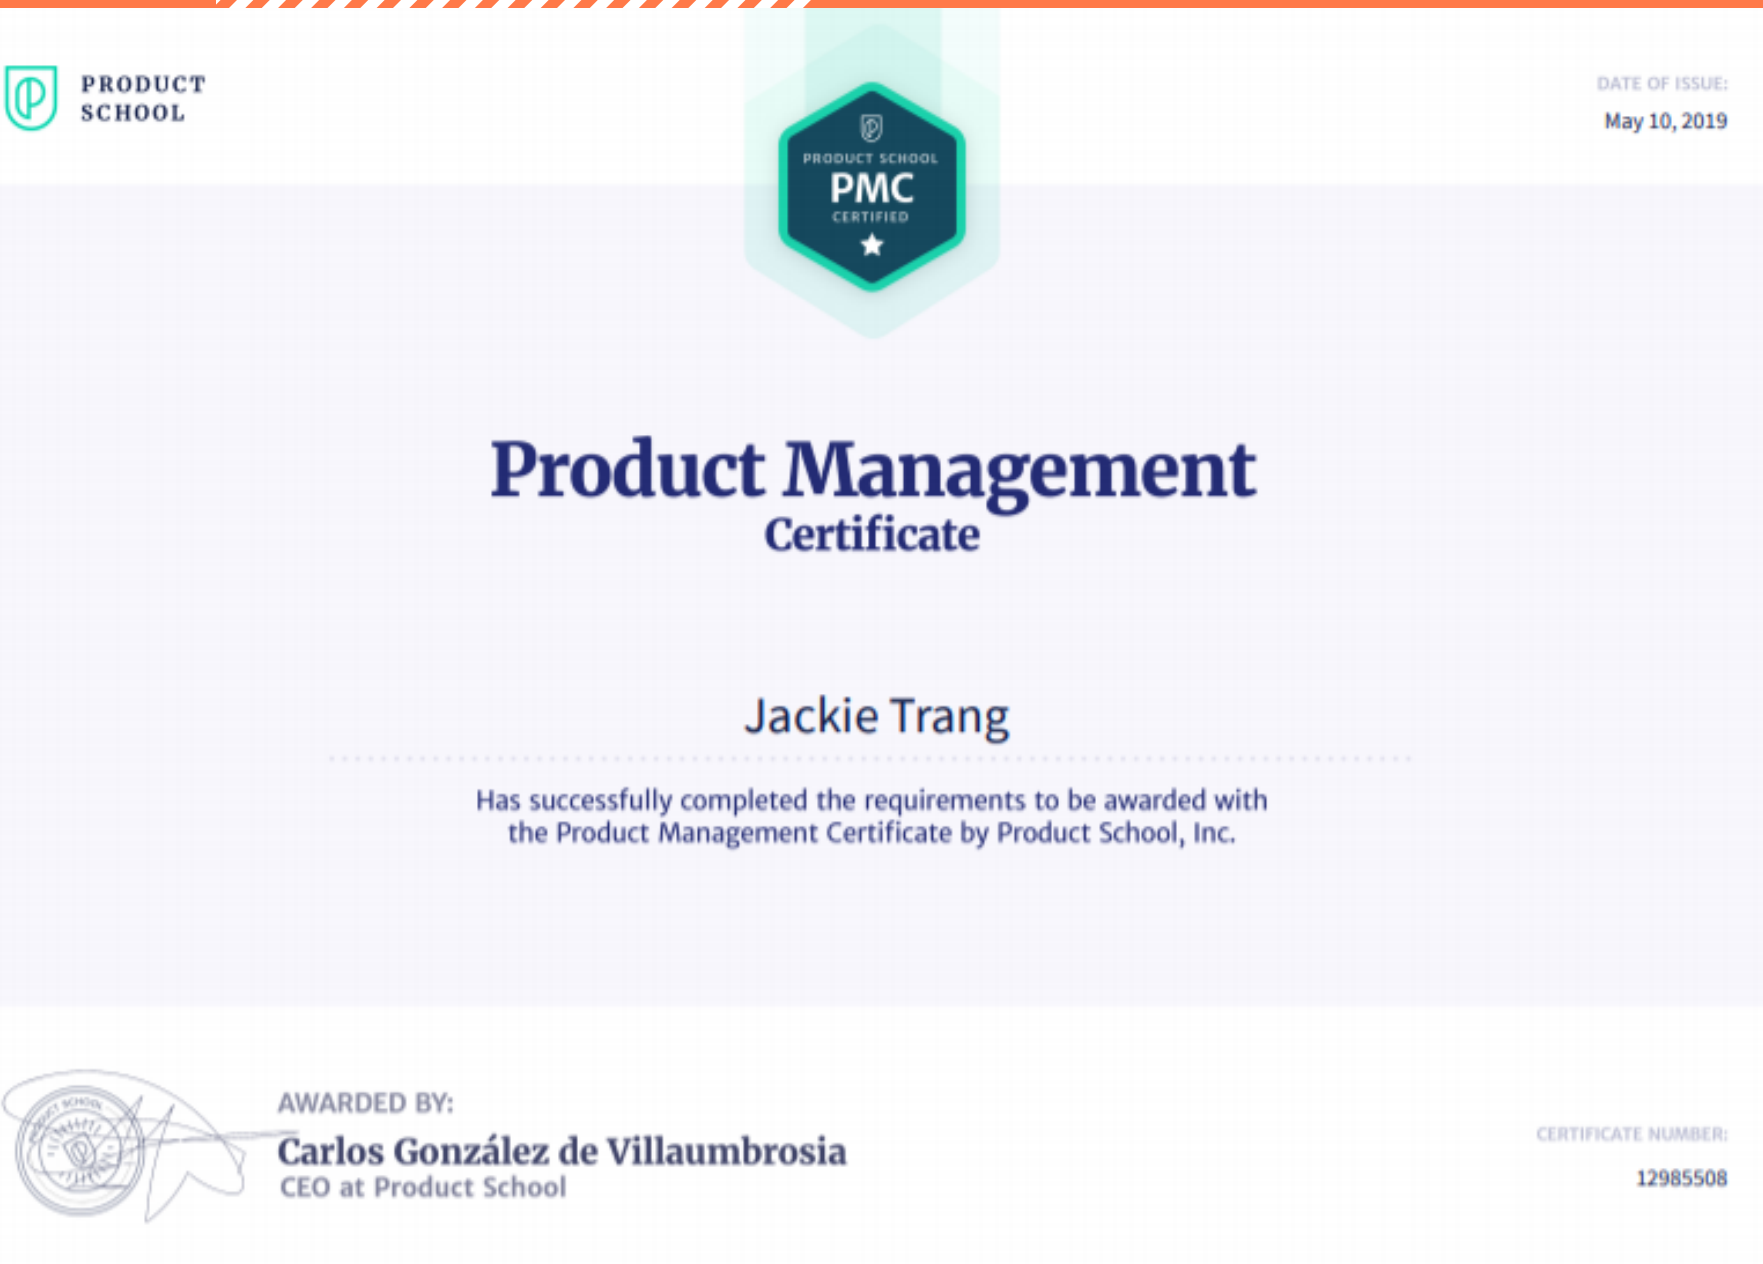 PRODUCT
SCHOOL
DATE OF ISSUE:
May 10, 2019
PRODUCT SCHOOL
PMC
CERTIFIED
Product Management
Certificate
Jackie Trang
Has successfully completed the requirements to be awarded with
the Product Management Certificate by Product School, Inc.
PRODUCT SCHOOL
AWARDED BY:
Carlos González de Villaumbrosia
CEO at Product School
CERTIFICATE NUMBER:
12985508